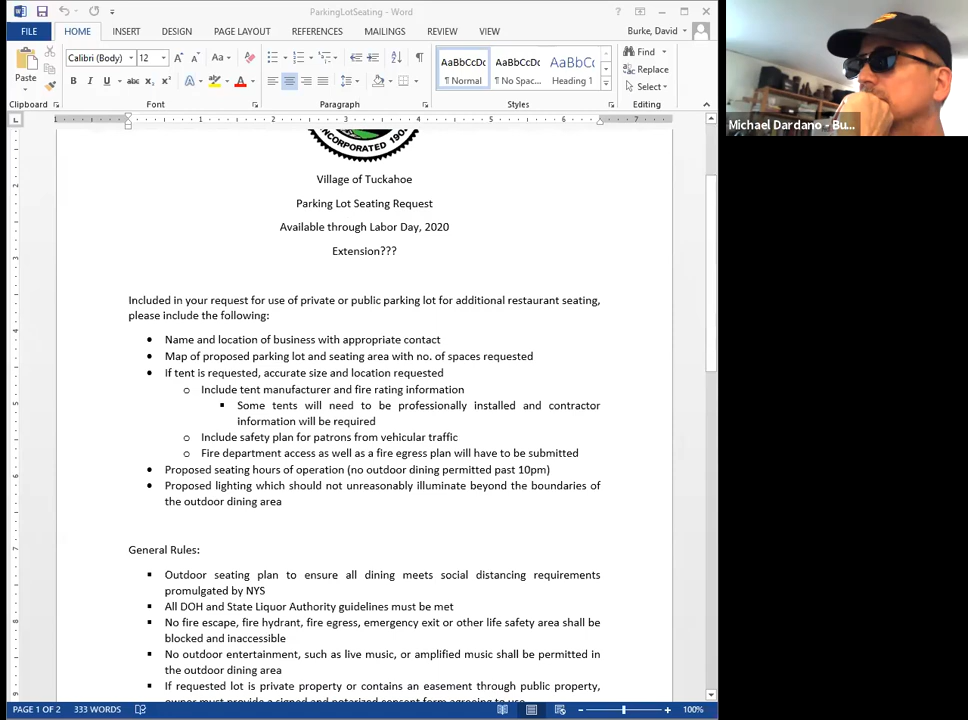 ParkingLotSeating - Word
FILE HOME INSERT DESIGN PAGE LAYOUT REFERENCES MAILINGS REVIEW VIEW Burke, David
Calibri (Body) 12
Paste
AaBbCcDc AaBbCcDc AaBbCc
¶ Normal ¶ No Spac... Heading 1
Find
Replace
Select
Clipboard Font Paragraph Styles Editing
Michael Dardano - Bu...
INCORPORATED 190
Village of Tuckahoe
Parking Lot Seating Request
Available through Labor Day, 2020
Extension???
Included in your request for use of private or public parking lot for additional restaurant seating,
please include the following:
• Name and location of business with appropriate contact
• Map of proposed parking lot and seating area with no. of spaces requested
• If tent is requested, accurate size and location requested
o Include tent manufacturer and fire rating information
▪ Some tents will need to be professionally installed and contractor
information will be required
o Include safety plan for patrons from vehicular traffic
o Fire department access as well as a fire egress plan will have to be submitted
• Proposed seating hours of operation (no outdoor dining permitted past 10pm)
• Proposed lighting which should not unreasonably illuminate beyond the boundaries of
the outdoor dining area
General Rules:
▪ Outdoor seating plan to ensure all dining meets social distancing requirements
promulgated by NYS
▪ All DOH and State Liquor Authority guidelines must be met
▪ No fire escape, fire hydrant, fire egress, emergency exit or other life safety area shall be
blocked and inaccessible
▪ No outdoor entertainment, such as live music, or amplified music shall be permitted in
the outdoor dining area
▪ If requested lot is private property or contains an easement through public property,
owner must provide a signed and notarized consent form agreeing to
PAGE 1 OF 2 333 WORDS 100%